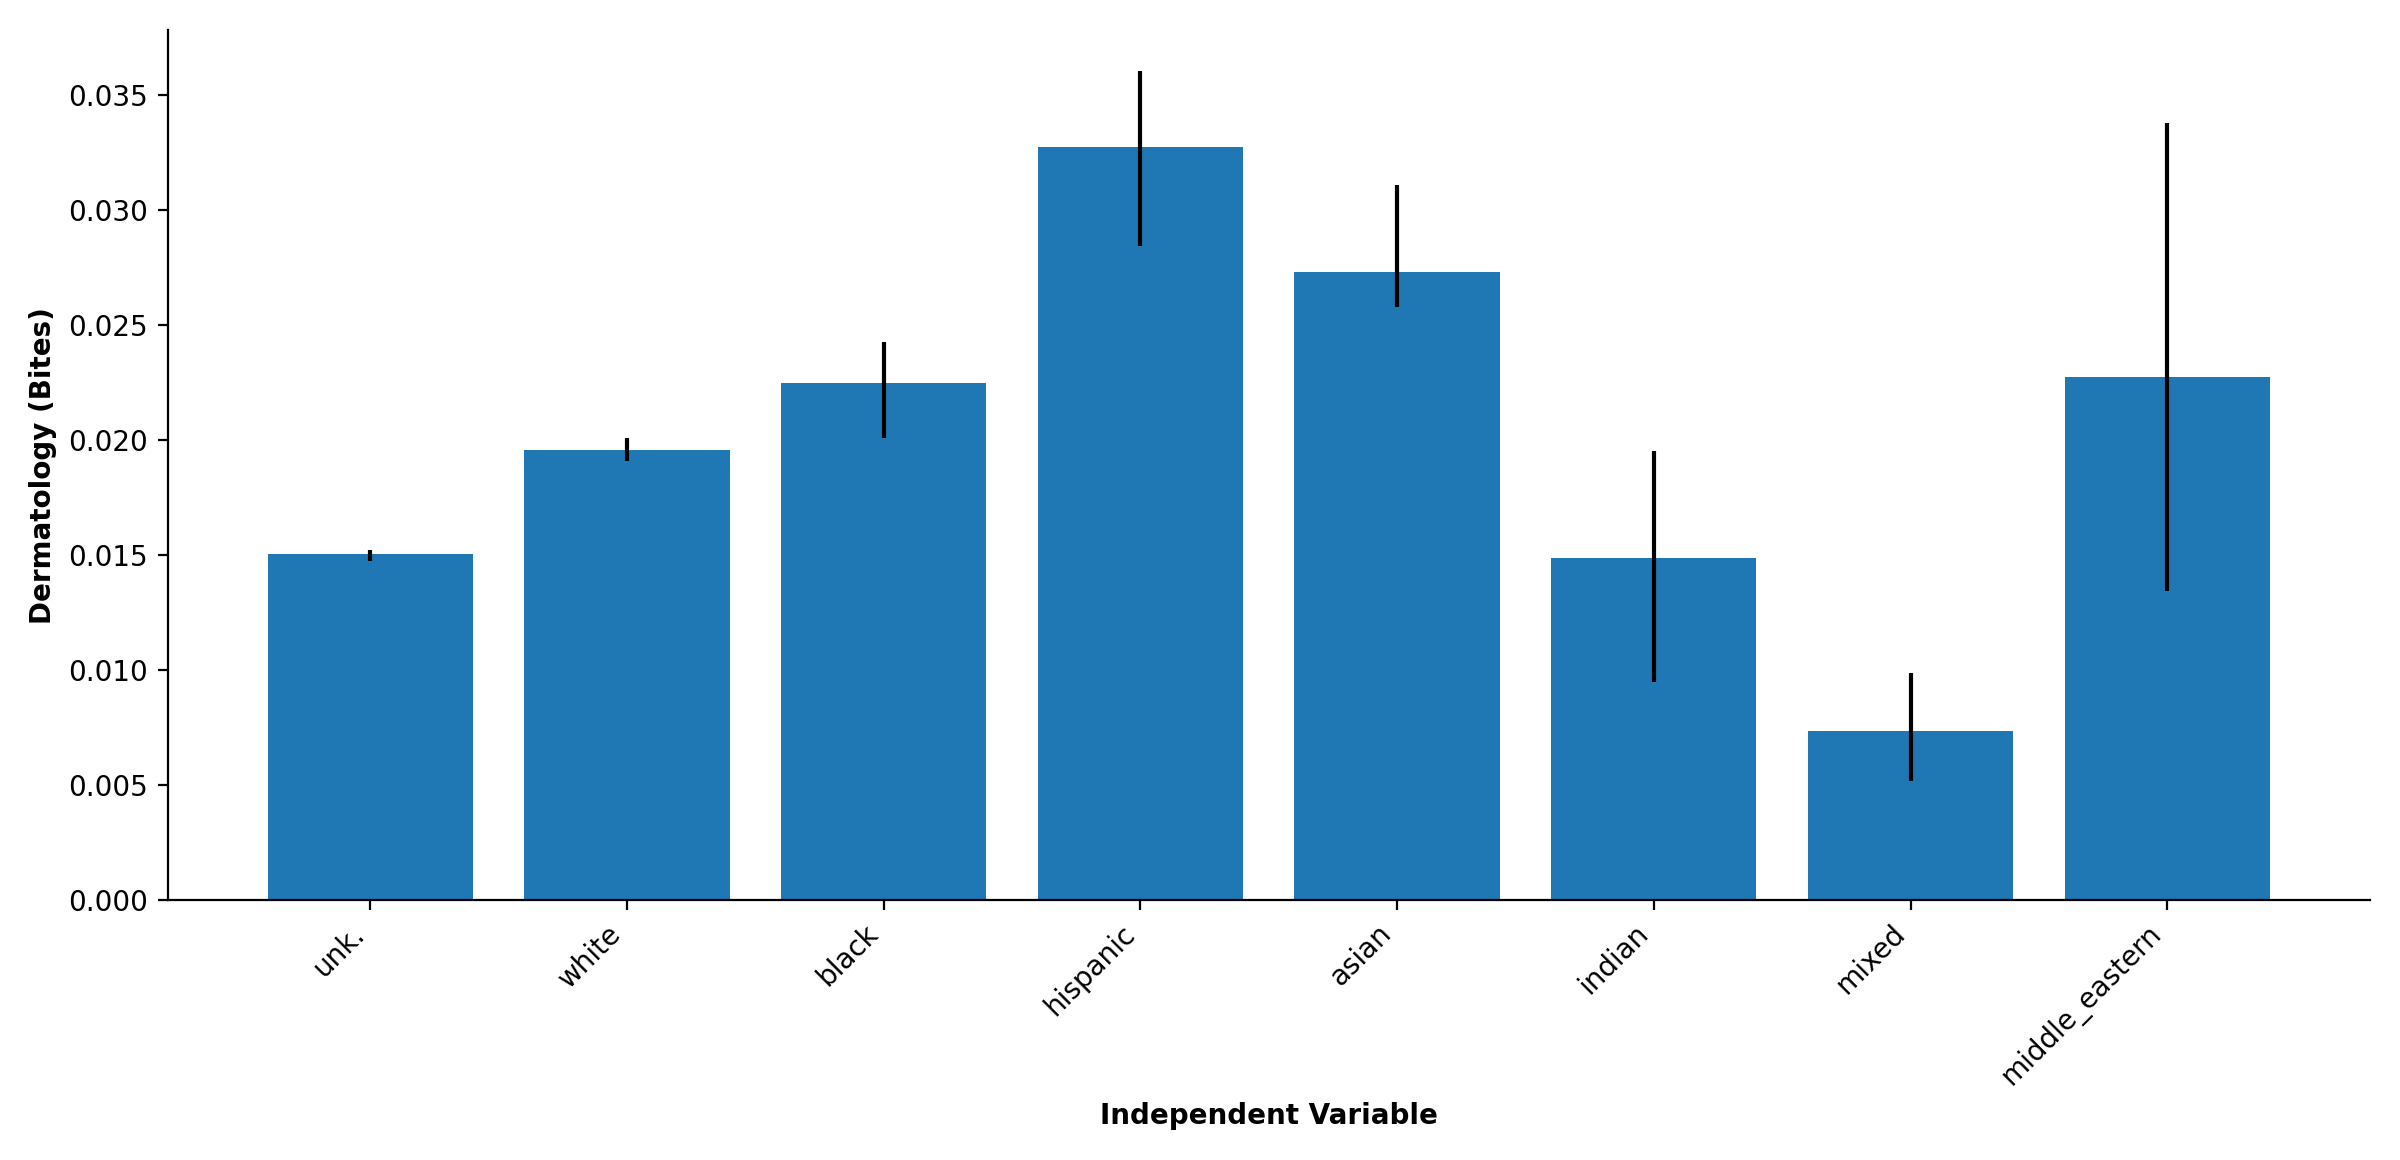 Dermatology (Bites)
0.035
0.030
0.025
0.020
0.015
0.010
0.005
0.000
unk.
white
black
hispanic
asian
indian
mixed
middle_eastern
Independent Variable